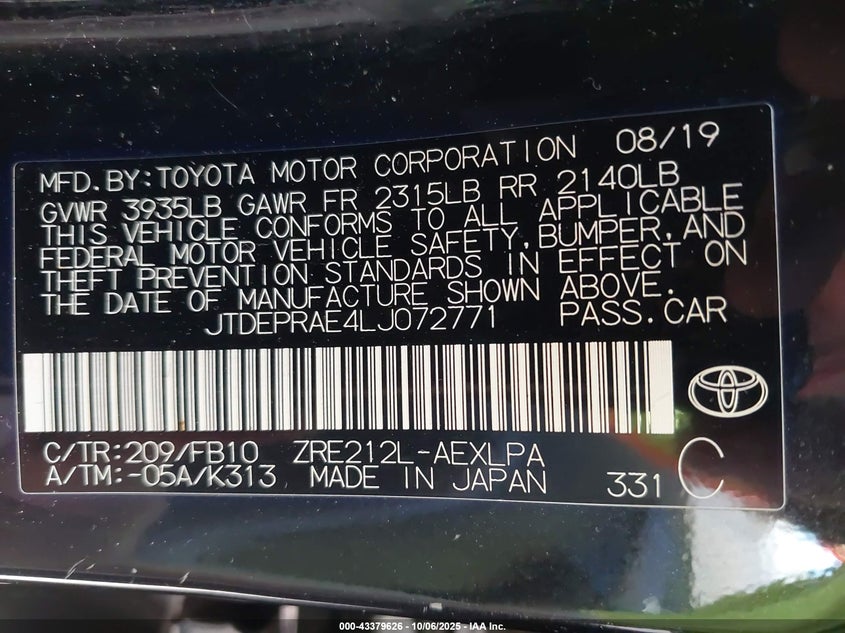 MFD.BY:TOYOTA MOTOR CORPORATION 08/19
GVWR 3935LB GAWR FR 2315LB RR 2140LB
THIS VEHICLE CONFORMS TO ALL APPLICABLE
FEDERAL MOTOR VEHICLE SAFETY,BUMPER,AND
THEFT PREVENTION STANDARDS IN EFFECT ON
THE DATE OF MANUFACTURE SHOWN ABOVE.
JTDEPRAE4LJ072771 PASS.CAR
C/TR:209/FB10 ZRE212L-AEXLPA
A/TM:-05A/K313 MADE IN JAPAN 331 C
000-43379626 - 10/06/2025 - IAA Inc.